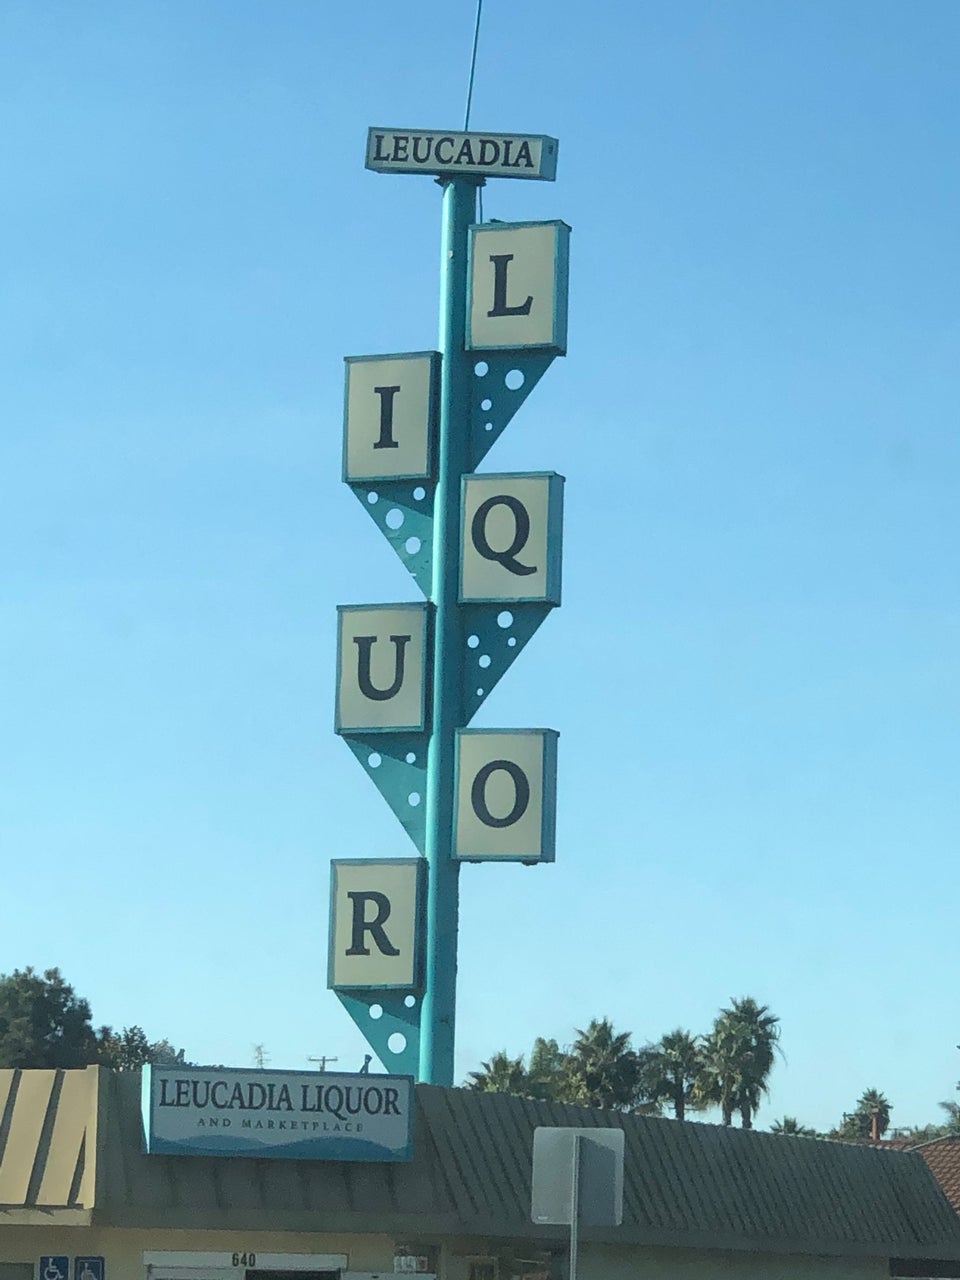 LEUCADIA
L
I
Q
U
O
R
LEUCADIA LIQUOR
AND MARKETPLACE
640